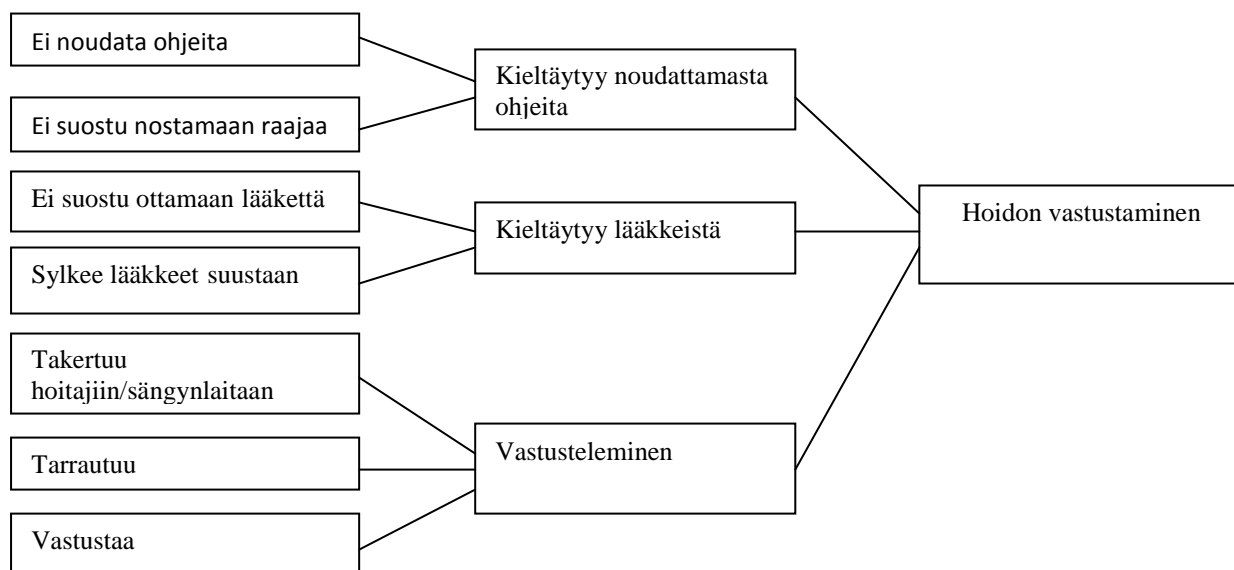 Ei noudata ohjeita
Ei suostu nostamaan raajaa
Ei suostu ottamaan lääkettä
Sylkee lääkkeet suustaan
Takertuu
hoitajiin/sängynlaitaan
Tarrautuu
Vastustaa
Kieltäytyy noudattamasta
ohjeita
Kieltäytyy lääkkeistä
Vastusteleminen
Hoidon vastustaminen